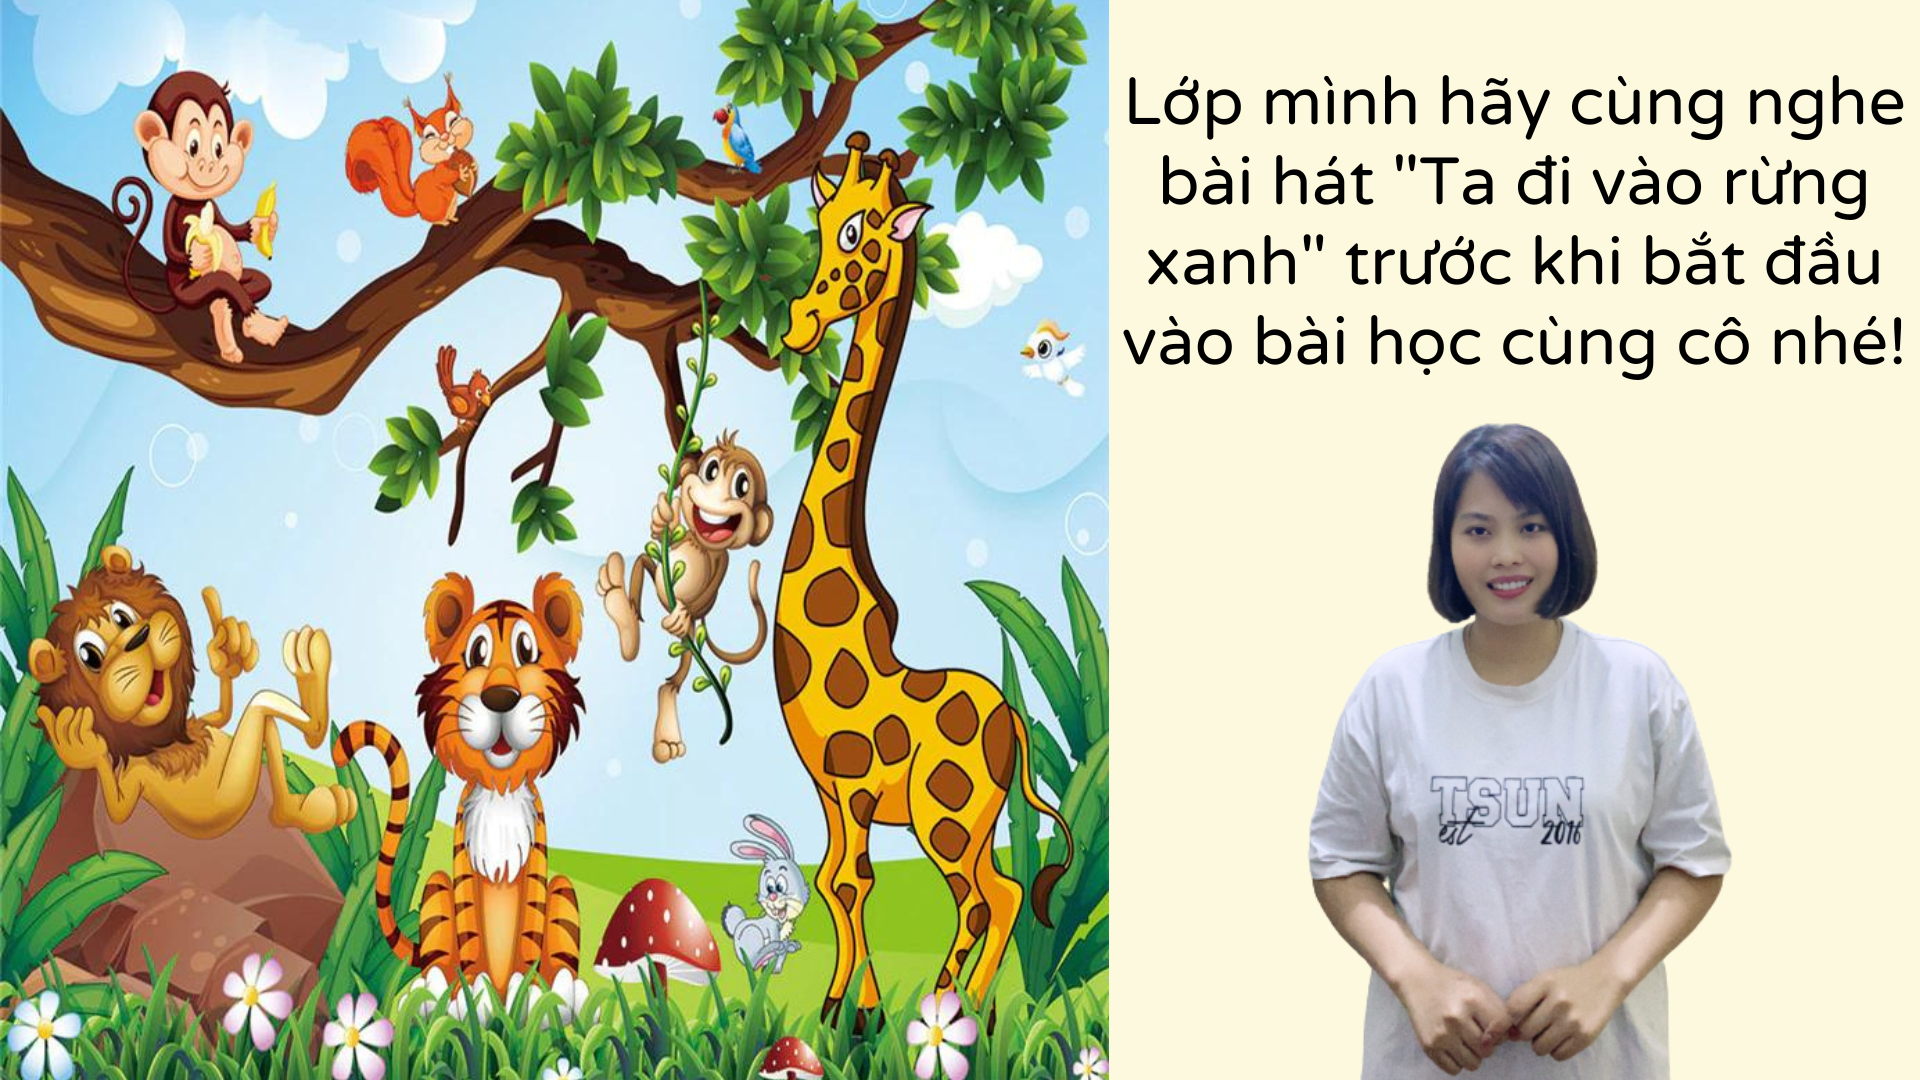 Lớp mình hãy cùng nghe
bài hát "Ta đi vào rừng
xanh" trước khi bắt đầu
vào bài học cùng cô nhé!
TSUN
est 2016